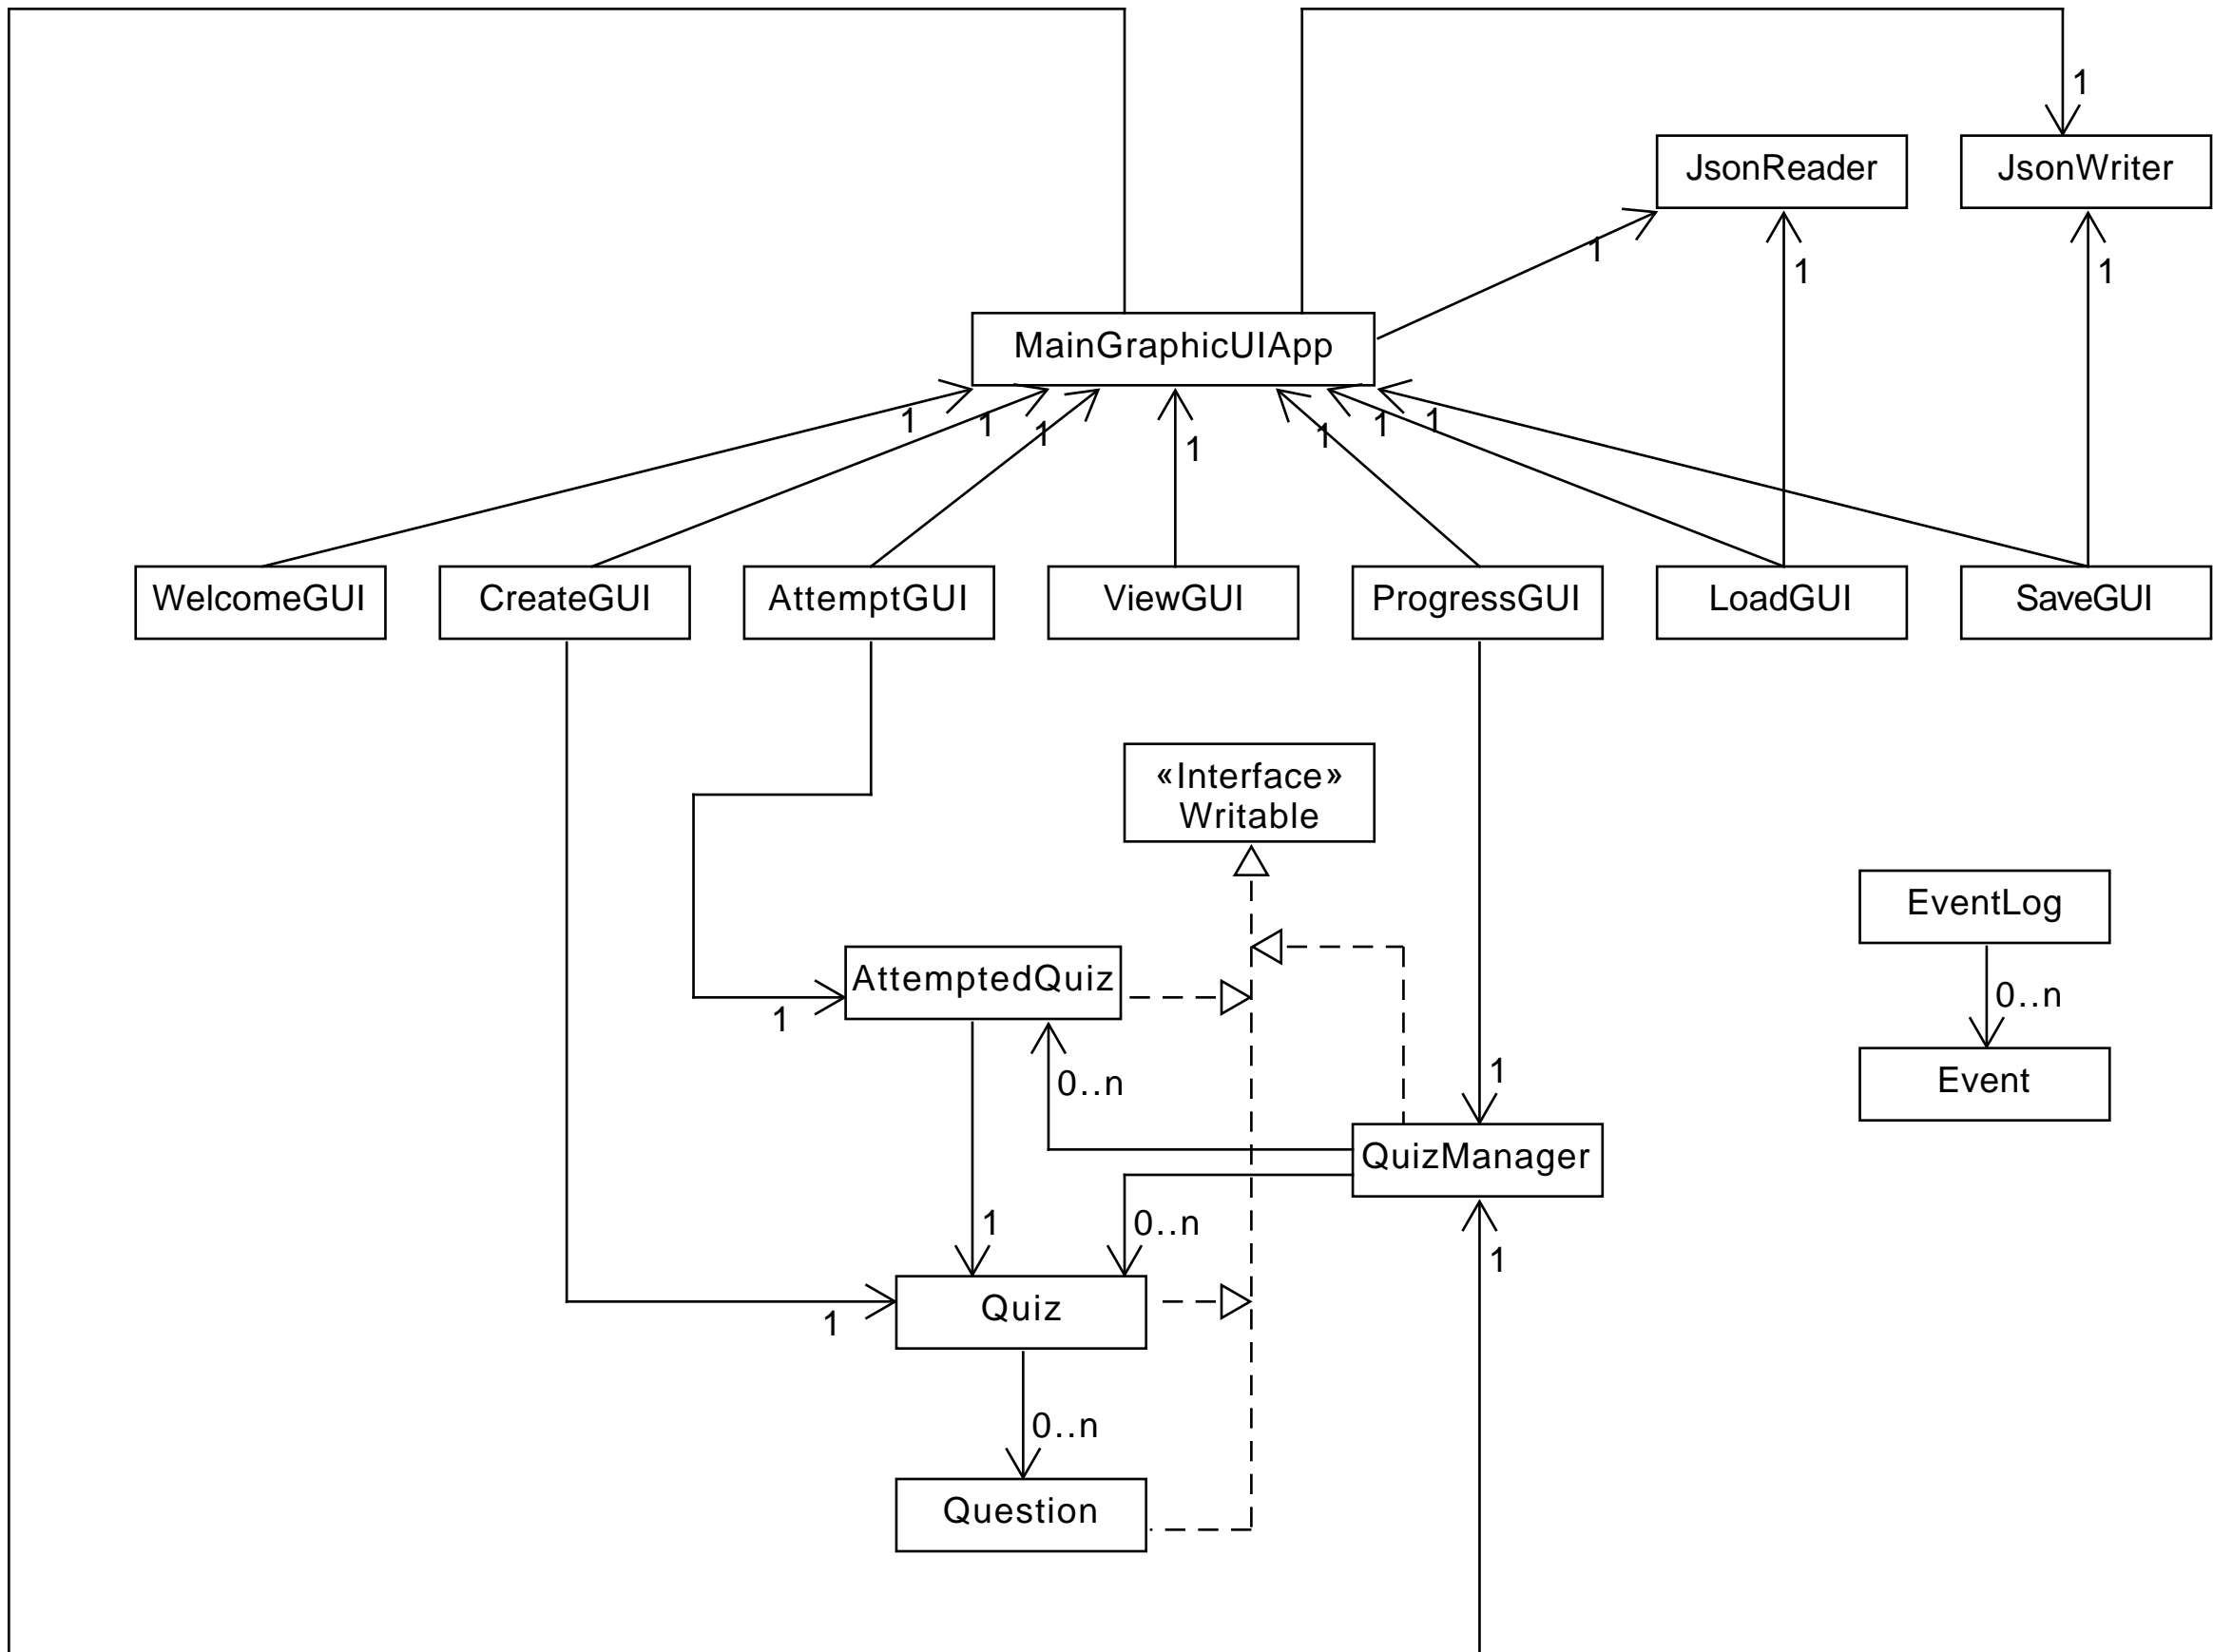 1
JsonReader
JsonWriter
1
1
1
MainGraphicUIApp
1
1
1
1
1
1
1
WelcomeGUI
CreateGUI
AttemptGUI
ViewGUI
ProgressGUI
LoadGUI
SaveGUI
«Interface»
Writable
EventLog
AttemptedQuiz
0..n
1
1
0..n
Event
QuizManager
1
0..n
1
Quiz
1
0..n
Question